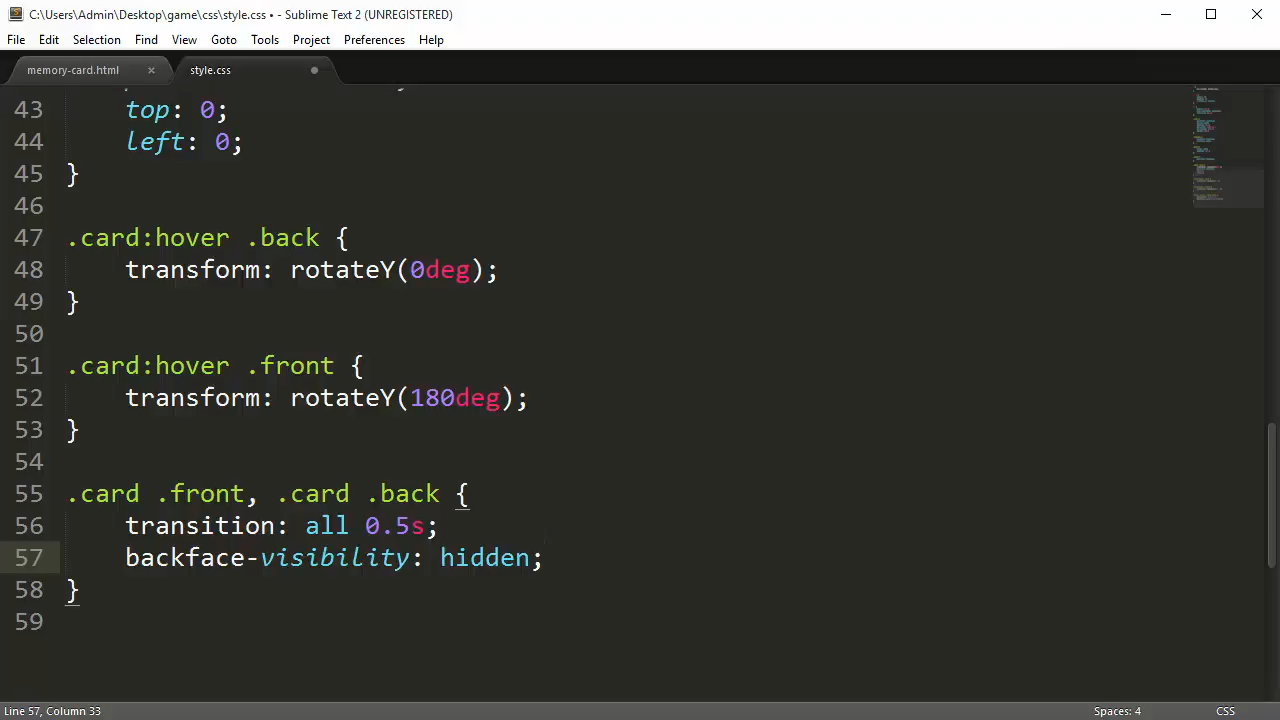 C:\Users\Admin\Desktop\game\css\style.css • - Sublime Text 2 (UNREGISTERED)
File Edit Selection Find View Goto Tools Project Preferences Help
memory-card.html × style.css
43 top: 0;
44 left: 0;
45 }
46
47 .card:hover .back {
48 transform: rotateY(0deg);
49 }
50
51 .card:hover .front {
52 transform: rotateY(180deg);
53 }
54
55 .card .front, .card .back {
56 transition: all 0.5s;
57 backface-visibility: hidden;
58 }
59
Line 57, Column 33 Spaces: 4 CSS